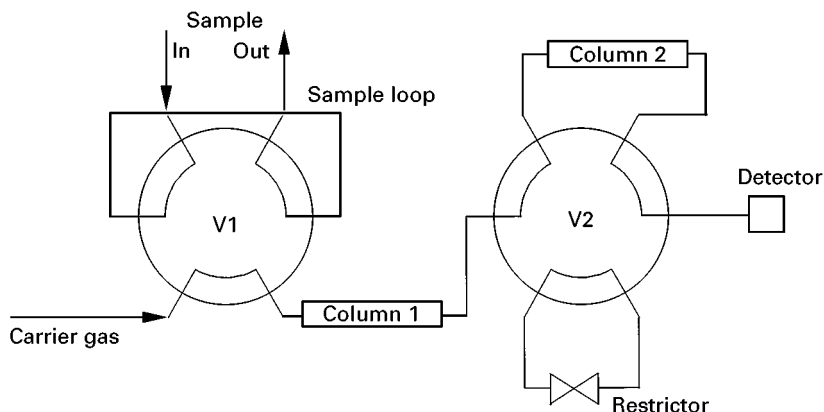 Sample
In
Out
Sample loop
Column 2
Detector
V1
V2
Column 1
Carrier gas
Restrictor